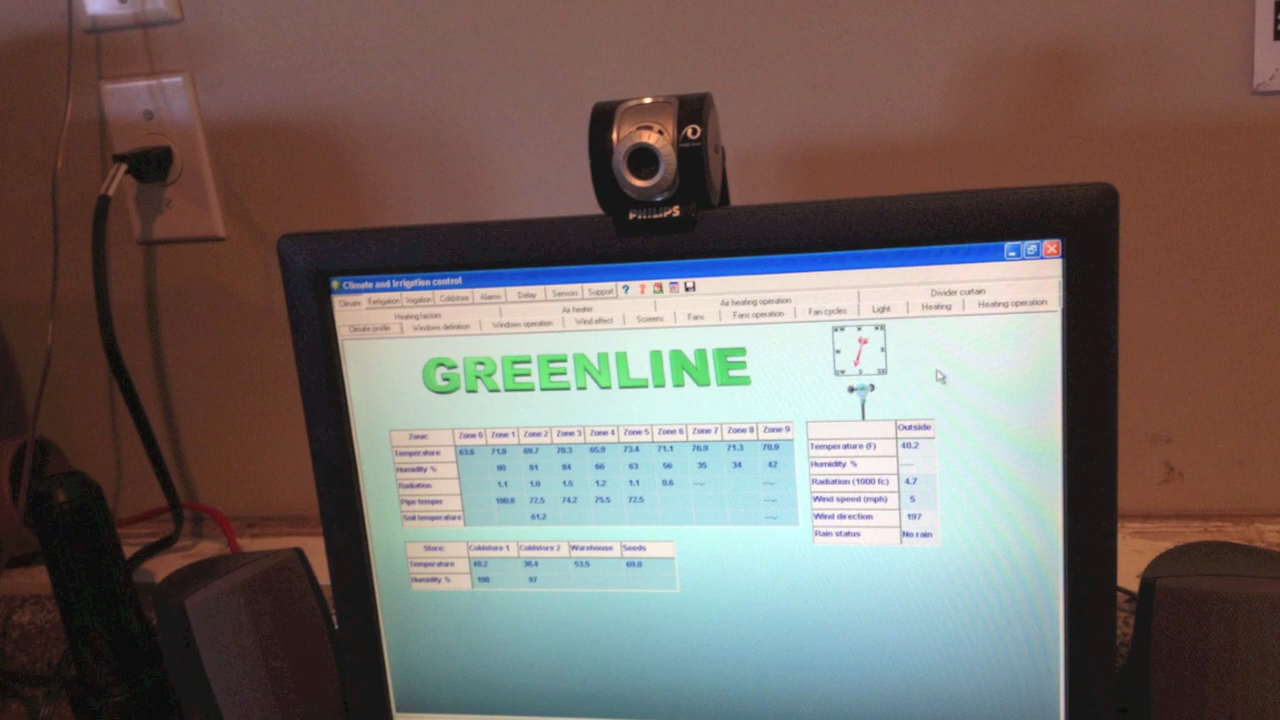 PHILIPS
Climate and Irrigation control
Climate Fertigation Irrigation Coldstore Alarms Delay Sensors Support
Heating factors Air heater Air heating operation Divider curtain
Climate profile Windows definition Windows operation Wind effect Screens Fans Fans operation Fan cycles Light Heating Heating operation
GREENLINE
NW N NE
W E
SW S SE
Zone: Zone 0 Zone 1 Zone 2 Zone 3 Zone 4 Zone 5 Zone 6 Zone 7 Zone 8 Zone 9
Temperature 63.6 71.0 69.7 70.3 65.9 73.4 71.1 76.9 71.3 70.9
Humidity % 80 81 84 66 63 56 35 34 42
Radiation 1.1 1.0 1.5 1.2 1.1 0.6 ---.- ---.-
Pipe temper 100.8 72.5 74.2 75.5 72.5 ---.-
Soil temperature 61.2 ---.-
Outside
Temperature (F) 40.2
Humidity % ----
Radiation (1000 fc) 4.7
Wind speed (mph) 5
Wind direction 197
Rain status No rain
Store: Coldstore 1 Coldstore 2 Warehouse Seeds
Temperature 40.2 38.4 53.5 69.8
Humidity % 100 97